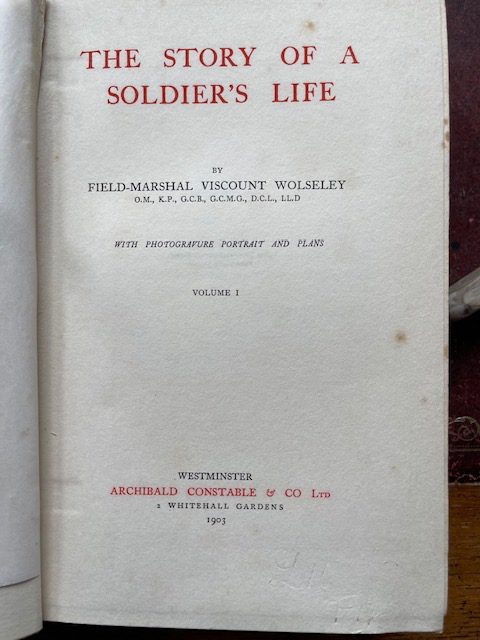 THE STORY OF A
SOLDIER'S LIFE
BY
FIELD-MARSHAL VISCOUNT WOLSELEY
O.M., K.P., G.C.B., G.C.M.G., D.C.L., LL.D
WITH PHOTOGRAVURE PORTRAIT AND PLANS
VOLUME I
WESTMINSTER
ARCHIBALD CONSTABLE & CO LTD
2 WHITEHALL GARDENS
1903